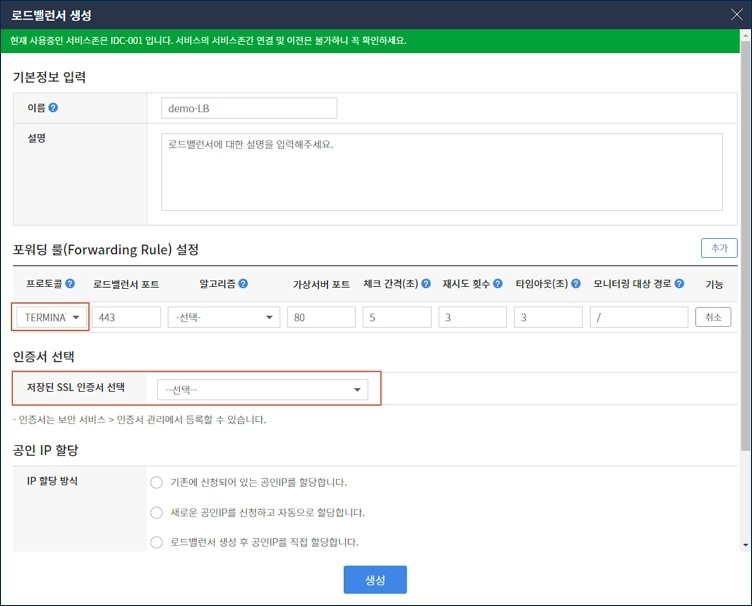 로드밸런서 생성
현재 사용중인 서비스존은 IDC-001 입니다. 서비스의 서비스존간 연결 및 이전은 불가하니 꼭 확인하세요.
기본정보 입력
이름 ?
demo-LB
설명
로드밸런서에 대한 설명을 입력해주세요.
포워딩 룰(Forwarding Rule) 설정
추가
프로토콜 ? 로드밸런서 포트 알고리즘 ? 가상서버 포트 체크 간격(초) ? 재시도 횟수 ? 타임아웃(초) ? 모니터링 대상 경로 ? 기능
TERMINA 443 -선택- 80 5 3 3 / 취소
인증서 선택
저장된 SSL 인증서 선택 --선택--
- 인증서는 보안 서비스 > 인증서 관리에서 등록할 수 있습니다.
공인 IP 할당
IP 할당 방식
기존에 신청되어 있는 공인IP를 할당합니다.
새로운 공인IP를 신청하고 자동으로 할당합니다.
로드밸런서 생성 후 공인IP를 직접 할당합니다.
생성